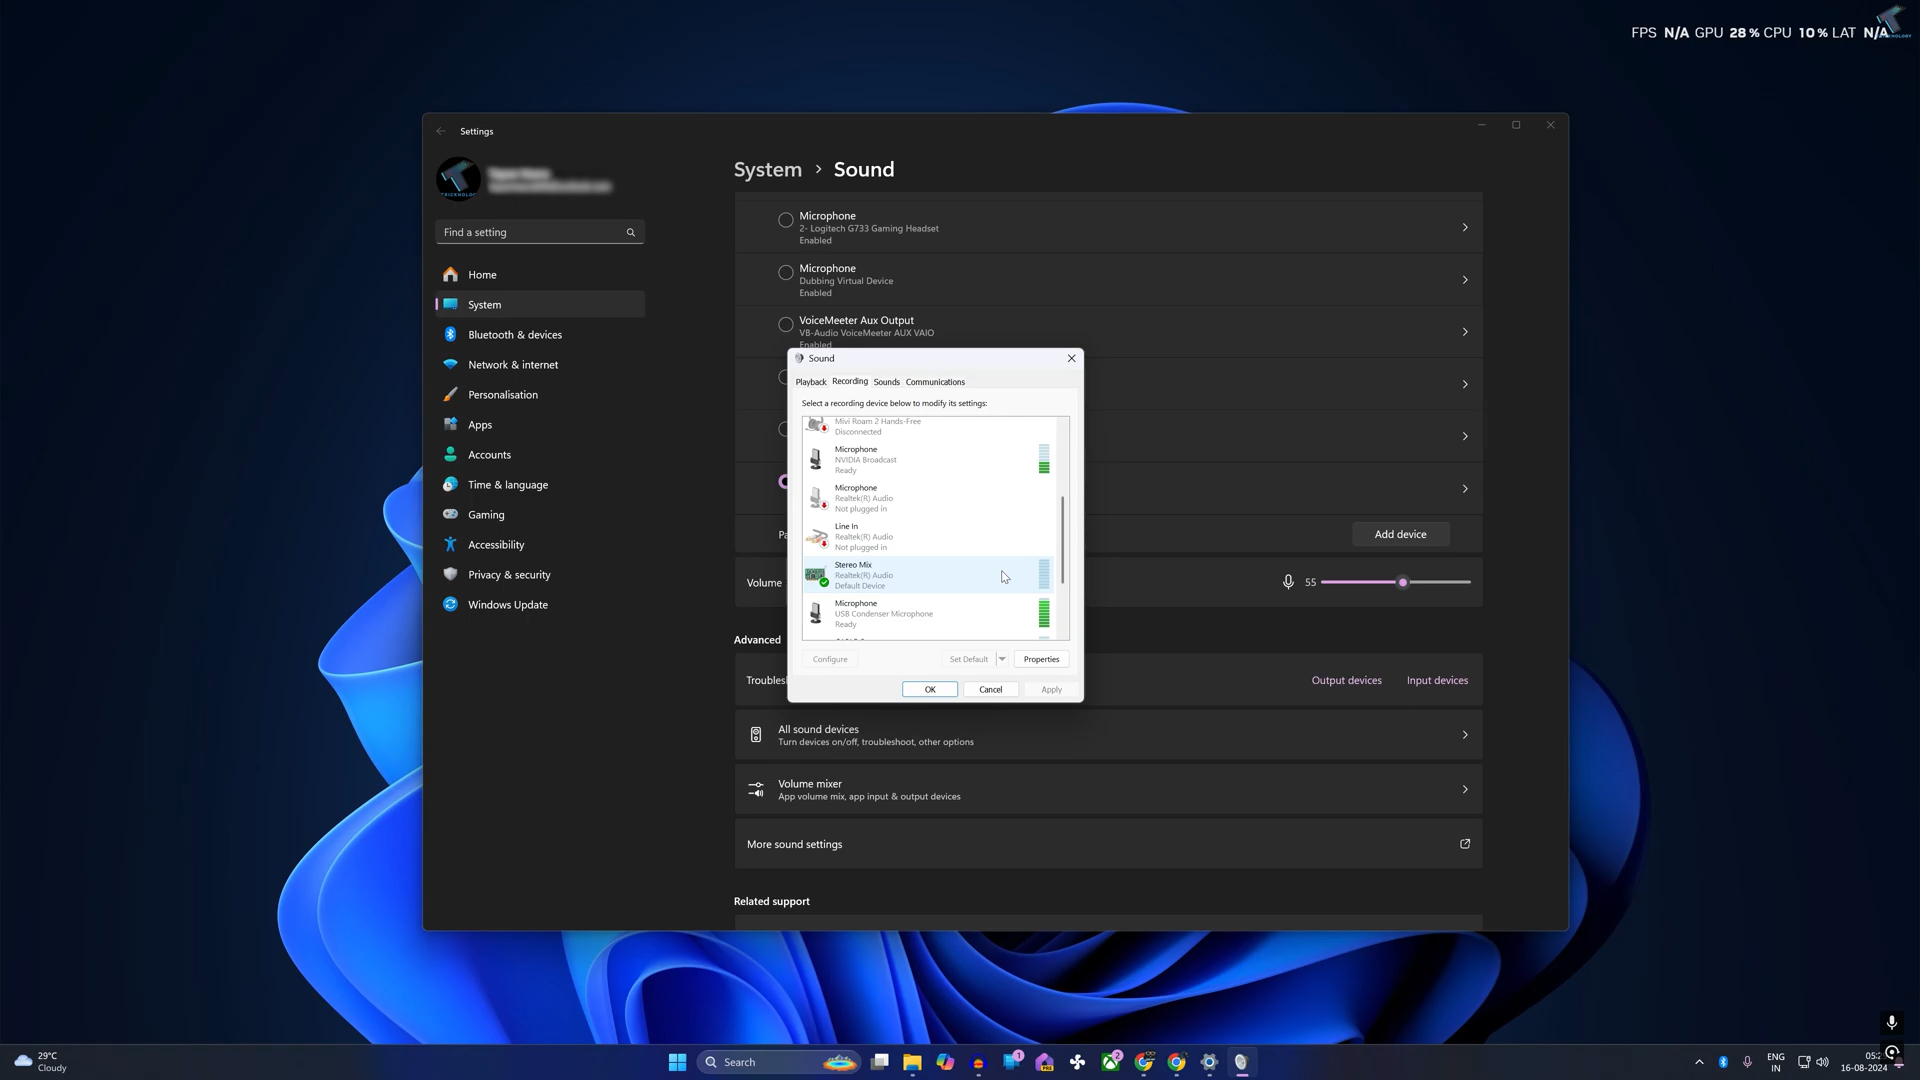 FPS N/A GPU 28 % CPU 10 % LAT N/A
Settings
System > Sound
Find a setting
Home
System
Bluetooth & devices
Network & internet
Personalisation
Apps
Accounts
Time & language
Gaming
Accessibility
Privacy & security
Windows Update
Microphone
2- Logitech G733 Gaming Headset
Enabled
Microphone
Dubbing Virtual Device
Enabled
VoiceMeeter Aux Output
VB-Audio VoiceMeeter AUX VAIO
Enabled
Sound
Playback Recording Sounds Communications
Select a recording device below to modify its settings:
Mivi Roam 2 Hands-Free
Disconnected
Microphone
NVIDIA Broadcast
Ready
Microphone
Realtek(R) Audio
Not plugged in
Line In
Realtek(R) Audio
Not plugged in
Stereo Mix
Realtek(R) Audio
Default Device
Microphone
USB Condenser Microphone
Ready
Configure Set Default Properties
OK Cancel Apply
Add device
Volume 55
Advanced
Output devices Input devices
All sound devices
Turn devices on/off, troubleshoot, other options
Volume mixer
App volume mix, app input & output devices
More sound settings
Related support
29°C
Cloudy
Search
1
PRE
2
ENG
IN
16-08-2024